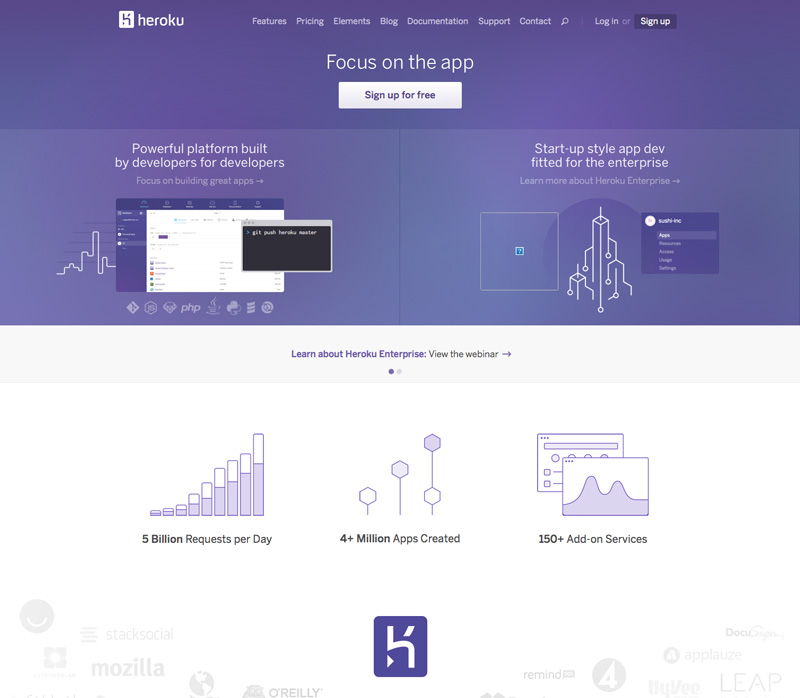 heroku
Features Pricing Elements Blog Documentation Support Contact Log in or Sign up
Focus on the app
Sign up for free
Powerful platform built
by developers for developers
Focus on building great apps →
> git push heroku master
php
Start-up style app dev
fitted for the enterprise
Learn more about Heroku Enterprise →
?
sushi-inc
Apps
Resources
Access
Usage
Settings
Learn about Heroku Enterprise: View the webinar →
5 Billion Requests per Day
4+ Million Apps Created
150+ Add-on Services
stacksocial
mozilla
O'REILLY
DocuSign
applauze
remind
4
HyVee
LEAP